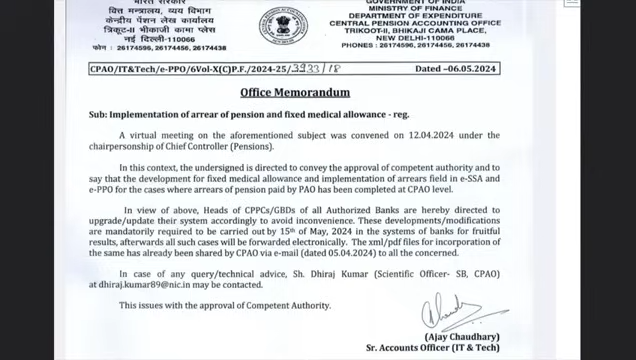 भारत सरकार
वित्त मंत्रालय, व्यय विभाग
केन्द्रीय पेंशन लेखा कार्यालय
त्रिकूट-II भीकाजी कामा प्लेस
नई दिल्ली-110066
फोन : 26174596, 26174456, 26174438
GOVERNMENT OF INDIA
MINISTRY OF FINANCE
DEPARTMENT OF EXPENDITURE
CENTRAL PENSION ACCOUNTING OFFICE
TRIKOOT-II, BHIKAJI CAMA PLACE,
NEW DELHI-110066
PHONES : 26174596, 26174456, 26174438
CPAO/IT&Tech/e-PPO/6Vol-X(C)P.F./2024-25/3933/18 Dated -06.05.2024
Office Memorandum
Sub: Implementation of arrear of pension and fixed medical allowance - reg.
A virtual meeting on the aforementioned subject was convened on 12.04.2024 under the
chairpersonship of Chief Controller (Pensions).
In this context, the undersigned is directed to convey the approval of competent authority and to
say that the development for fixed medical allowance and implementation of arrears field in e-SSA and
e-PPO for the cases where arrears of pension paid by PAO has been completed at CPAO level.
In view of above, Heads of CPPCs/GBDs of all Authorized Banks are hereby directed to
upgrade/update their system accordingly to avoid inconvenience. These developments/modifications
are mandatorily required to be carried out by 15th of May, 2024 in the systems of banks for fruitful
results, afterwards all such cases will be forwarded electronically. The xml/pdf files for incorporation of
the same has already been shared by CPAO via e-mail (dated 05.04.2024) to all the concerned.
In case of any query/technical advice, Sh. Dhiraj Kumar (Scientific Officer- SB, CPAO)
at dhiraj.kumar89@nic.in may be contacted.
This issues with the approval of Competent Authority.
(Ajay Chaudhary)
Sr. Accounts Officer (IT & Tech)